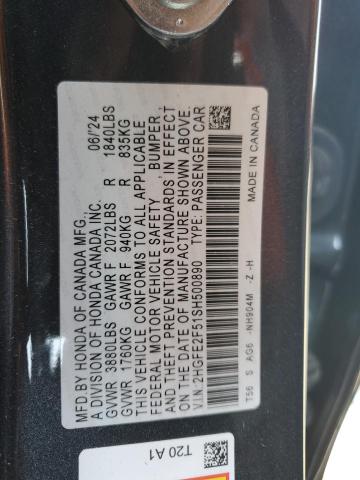 MFD.BY HONDA OF CANADA MFG.
A DIVISION OF HONDA CANADA INC. 06/'24
GVWR 3880LBS GAWR F 2072LBS R 1840LBS
GVWR 1760KG GAWR F 940KG R 835KG
THIS VEHICLE CONFORMS TO ALL APPLICABLE
FEDERAL MOTOR VEHICLE SAFETY, BUMPER,
AND THEFT PREVENTION STANDARDS IN EFFECT
ON THE DATE OF MANUFACTURE SHOWN ABOVE.
V.I.N: 2HGFE2F51SH500890 TYPE: PASSENGER CAR
T56 S AG6 -NH904M -Z -H MADE IN CANADA
T20 A1